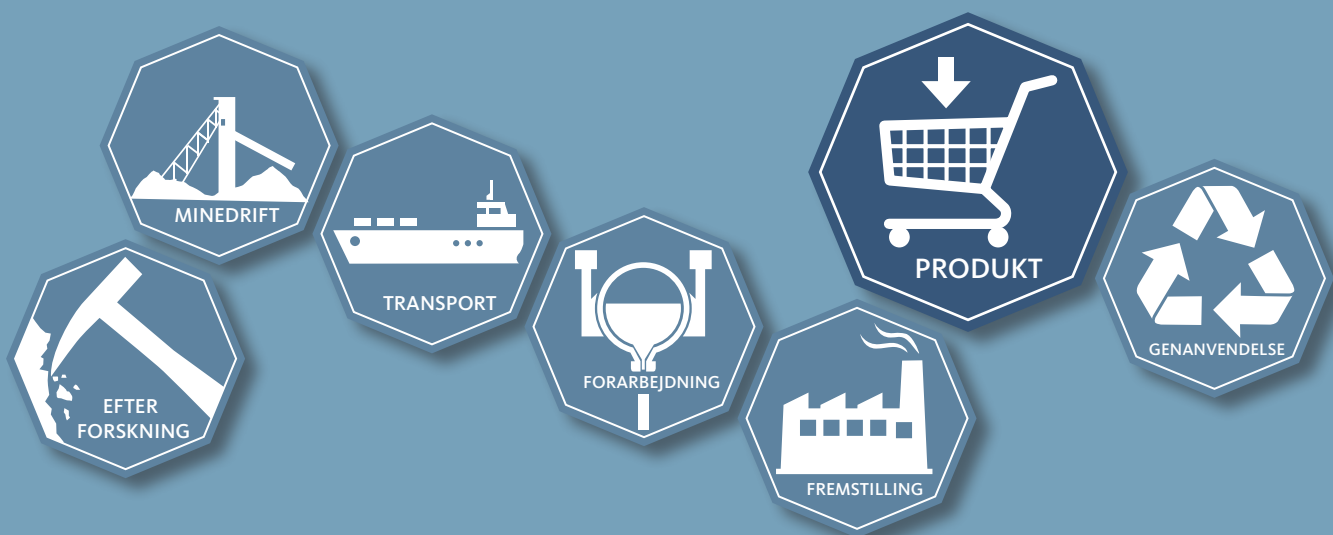 EFTER
FORSKNING
MINEDRIFT
TRANSPORT
FORARBEJDNING
FREMSTILLING
PRODUKT
GENANVENDELSE